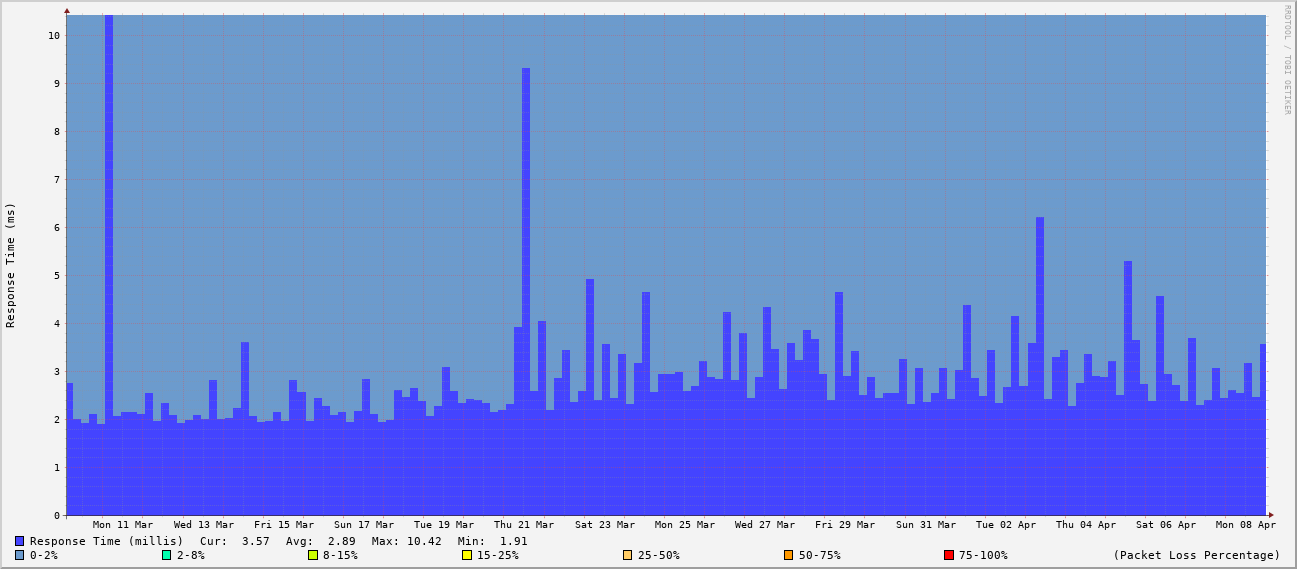 RRDTOOL / TOBI OETIKER
Response Time (ms)
10
9
8
7
6
5
4
3
2
1
0
Mon 11 Mar Wed 13 Mar Fri 15 Mar Sun 17 Mar Tue 19 Mar Thu 21 Mar Sat 23 Mar Mon 25 Mar Wed 27 Mar Fri 29 Mar Sun 31 Mar Tue 02 Apr Thu 04 Apr Sat 06 Apr Mon 08 Apr
Response Time (millis) Cur: 3.57 Avg: 2.89 Max: 10.42 Min: 1.91
0-2% 2-8% 8-15% 15-25% 25-50% 50-75% 75-100% (Packet Loss Percentage)